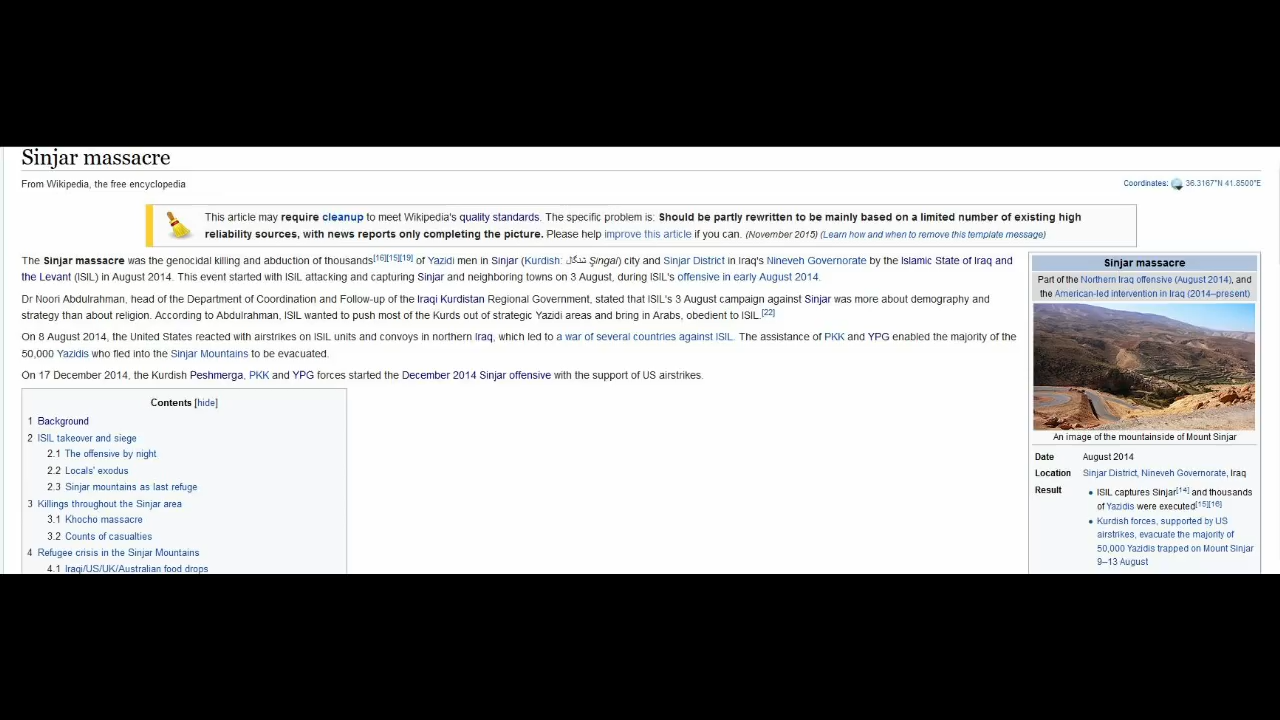 Sinjar massacre
From Wikipedia, the free encyclopedia
Coordinates: 36.3167°N 41.8500°E
This article may require cleanup to meet Wikipedia's quality standards. The specific problem is: Should be partly rewritten to be mainly based on a limited number of existing high
reliability sources, with news reports only completing the picture. Please help improve this article if you can. (November 2015) (Learn how and when to remove this template message)
The Sinjar massacre was the genocidal killing and abduction of thousands[16][15][19] of Yazidi men in Sinjar (Kurdish: شنگال Şingal) city and Sinjar District in Iraq's Nineveh Governorate by the Islamic State of Iraq and
the Levant (ISIL) in August 2014. This event started with ISIL attacking and capturing Sinjar and neighboring towns on 3 August, during ISIL's offensive in early August 2014.
Dr Noori Abdulrahman, head of the Department of Coordination and Follow-up of the Iraqi Kurdistan Regional Government, stated that ISIL's 3 August campaign against Sinjar was more about demography and
strategy than about religion. According to Abdulrahman, ISIL wanted to push most of the Kurds out of strategic Yazidi areas and bring in Arabs, obedient to ISIL.[22]
On 8 August 2014, the United States reacted with airstrikes on ISIL units and convoys in northern Iraq, which led to a war of several countries against ISIL. The assistance of PKK and YPG enabled the majority of the
50,000 Yazidis who fled into the Sinjar Mountains to be evacuated.
On 17 December 2014, the Kurdish Peshmerga, PKK and YPG forces started the December 2014 Sinjar offensive with the support of US airstrikes.
Contents [hide]
1 Background
2 ISIL takeover and siege
2.1 The offensive by night
2.2 Locals' exodus
2.3 Sinjar mountains as last refuge
3 Killings throughout the Sinjar area
3.1 Khocho massacre
3.2 Counts of casualties
4 Refugee crisis in the Sinjar Mountains
4.1 Iraqi/US/UK/Australian food drops
Sinjar massacre
Part of the Northern Iraq offensive (August 2014), and
the American-led intervention in Iraq (2014–present)
An image of the mountainside of Mount Sinjar
Date August 2014
Location Sinjar District, Nineveh Governorate, Iraq
Result • ISIL captures Sinjar[14] and thousands
of Yazidis were executed[15][16]
• Kurdish forces, supported by US
airstrikes, evacuate the majority of
50,000 Yazidis trapped on Mount Sinjar
9–13 August